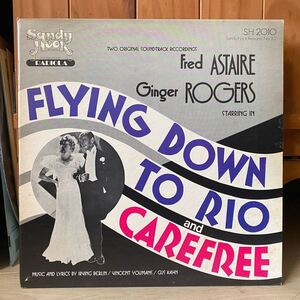 Sandy Hook
RADIOLA
SH 2010
TWO ORIGINAL SOUNDTRACK RECORDINGS
Fred ASTAIRE
Ginger ROGERS
STARRING IN
FLYING DOWN
TO RIO
and
CAREFREE
MUSIC AND LYRICS BY IRVING BERLIN / VINCENT YOUMANS / GUS KAHN